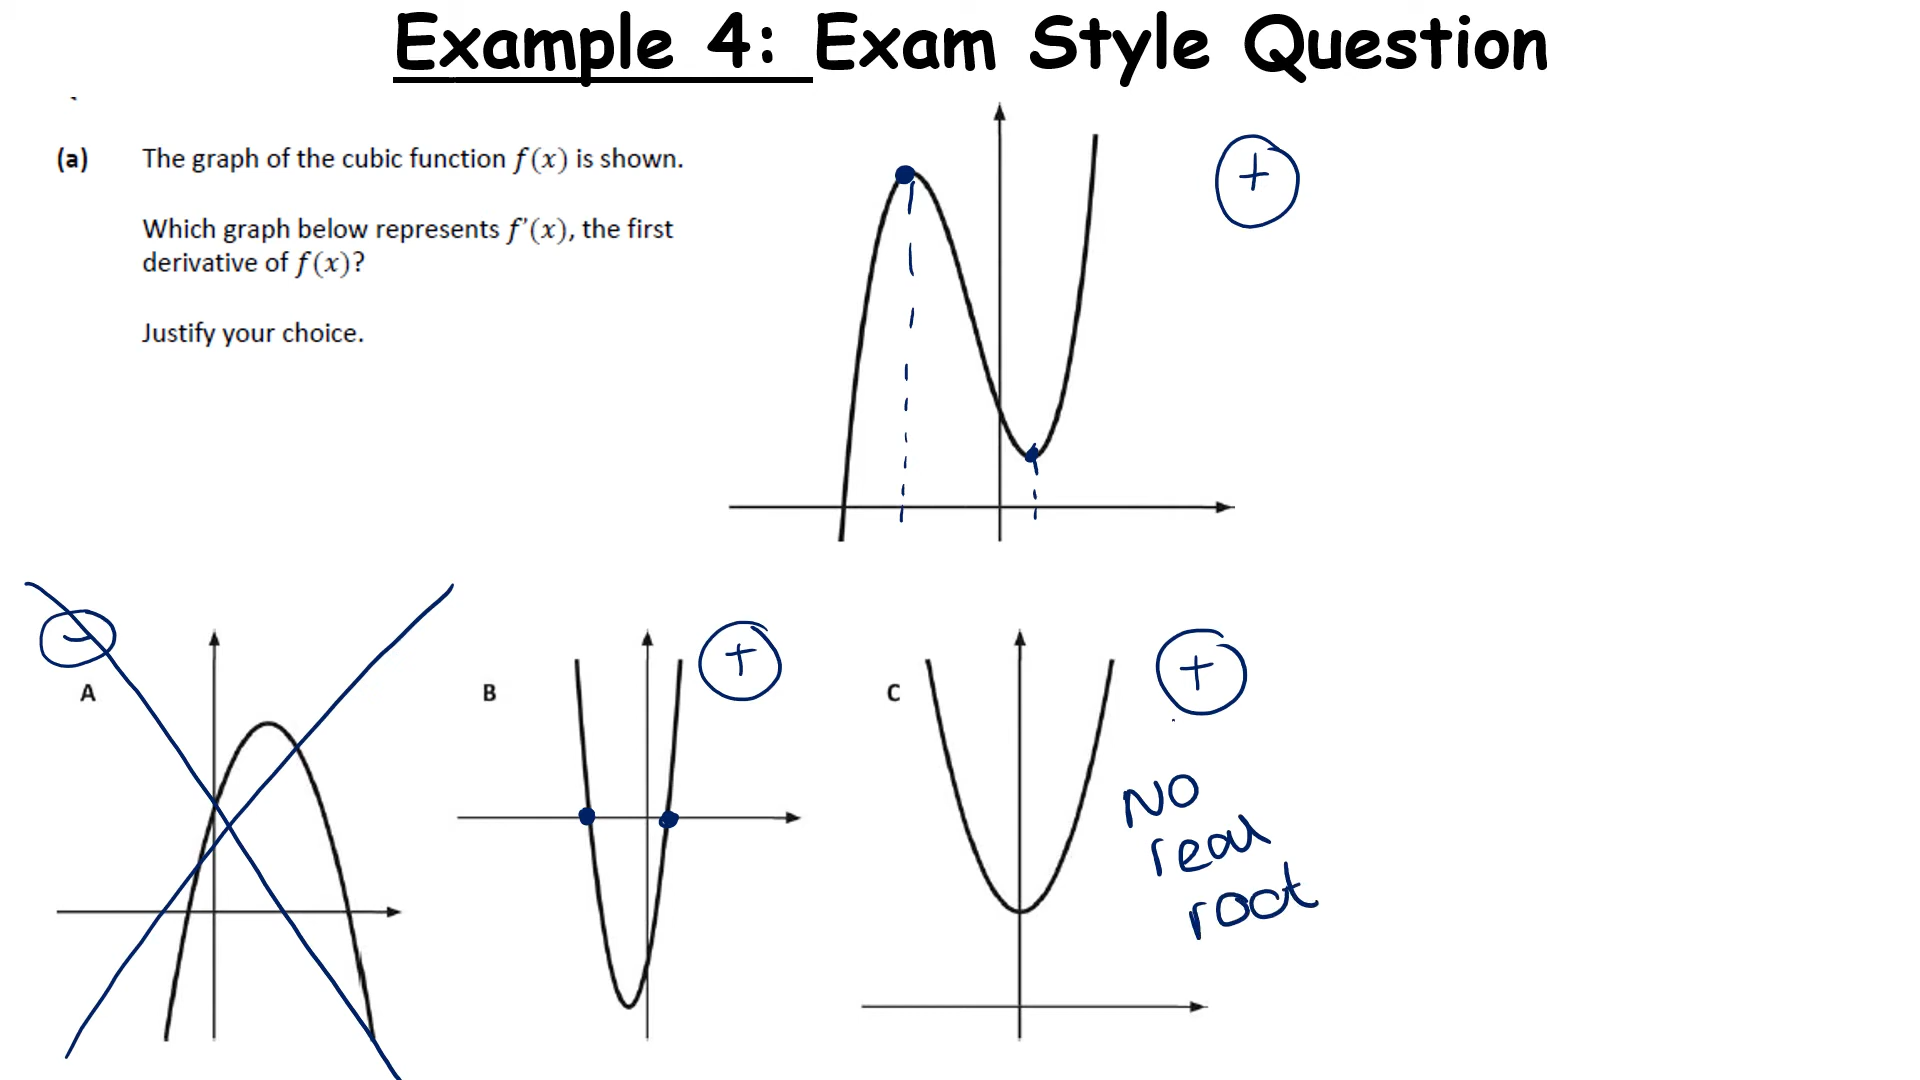 Example 4: Exam Style Question
(a) The graph of the cubic function f(x) is shown.
Which graph below represents f'(x), the first
derivative of f(x)?
Justify your choice.
+
−
A
B
+
C
+
NO
real
root